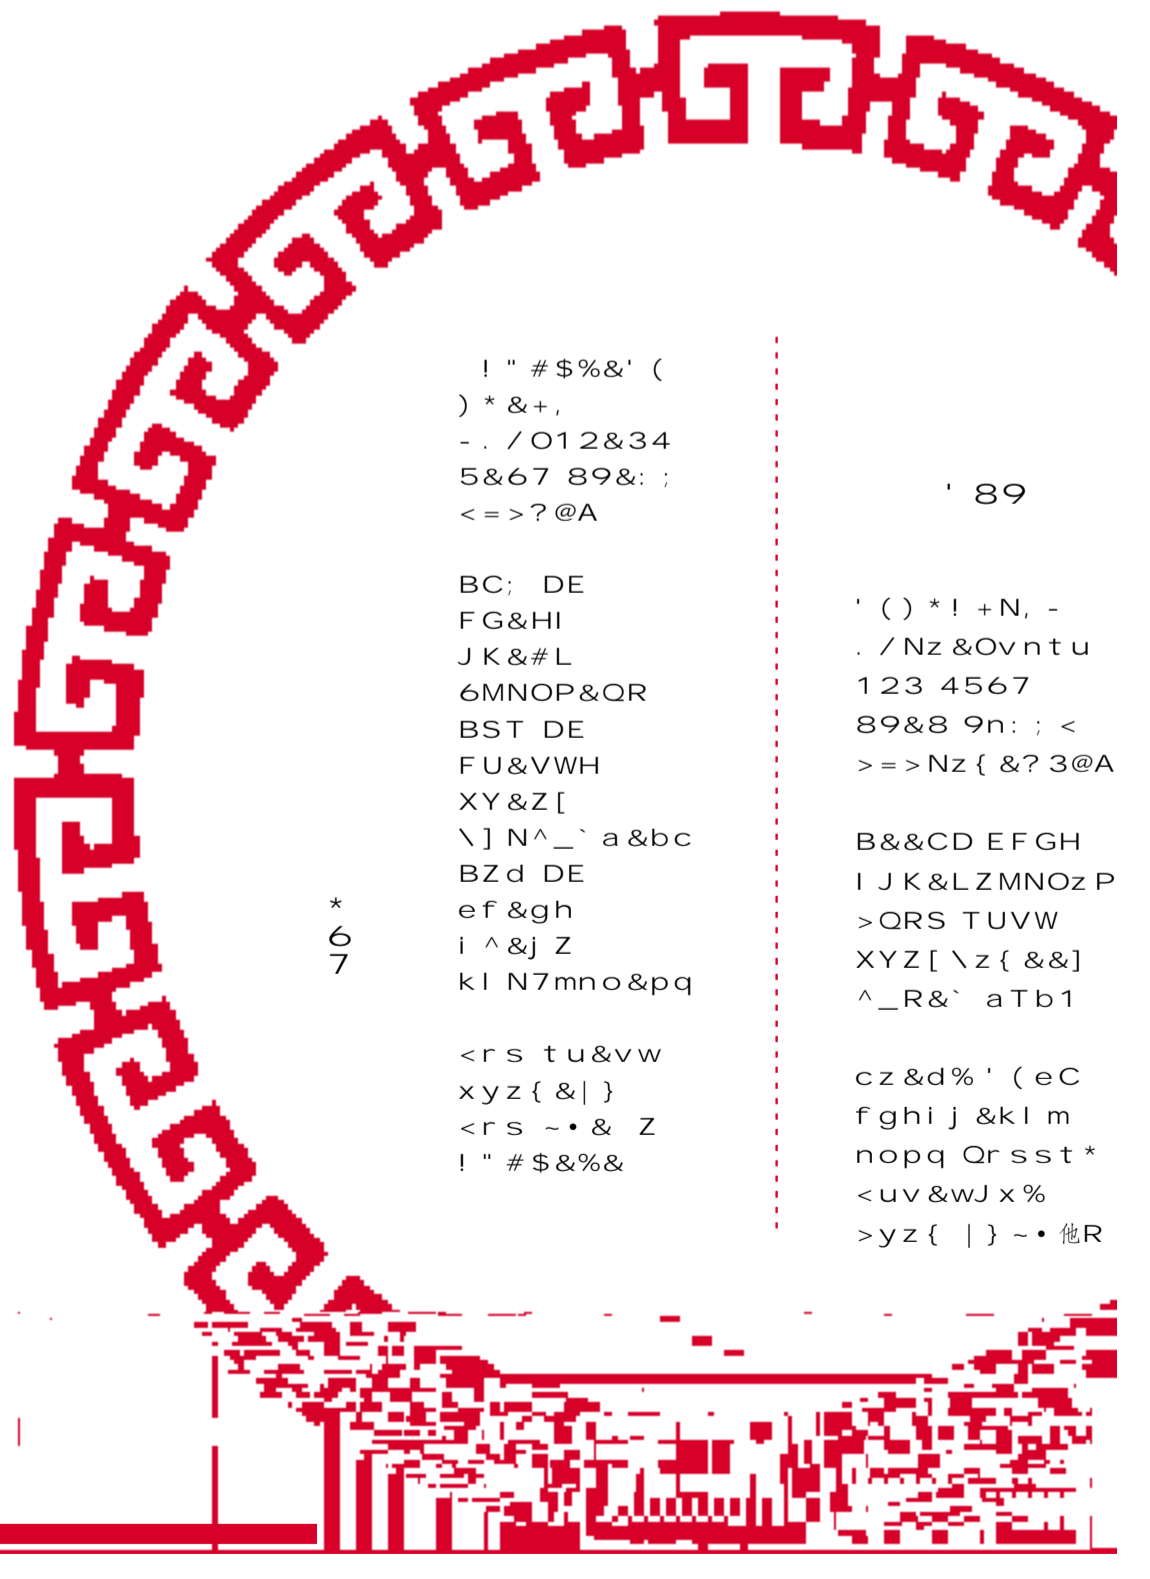 ! " # $ % & ' (
) * & + ,
- . / 0 1 2 & 3 4
5 & 6 7 8 9 & : ;
< = > ? @ A
B C ; D E
F G & H I
J K & # L
6 M N O P & Q R
B S T D E
F U & V W H
X Y & Z [
\ ] N ^ _ ` a & b c
B Z d D E
e f & g h
i ^ & j Z
k l N 7 m n o & p q
< r s t u & v w
x y z { & | }
< r s ~ • & Z
! " # $ & % &
*
6
7
' 8 9
' ( ) * ! + N , -
. / N z & O v n t u
1 2 3 4 5 6 7
8 9 & 8 9 n : ; <
> = > N z { & ? 3 @ A
B & & C D E F G H
I J K & L Z M N O z P
> Q R S T U V W
X Y Z [ \ z { & & ]
^ _ R & ` a T b 1
c z & d % ' ( e C
f g h i j & k l m
n o p q Q r s s t *
< u v & w J x %
> y z { | } ~ • 他 R